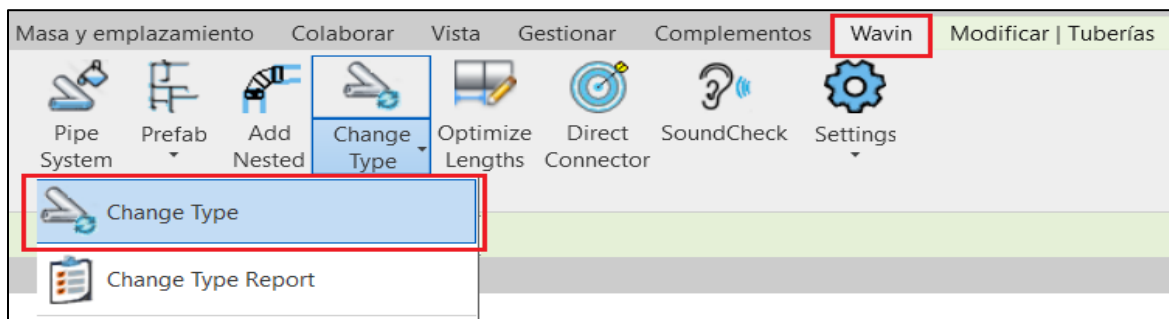 Masa y emplazamiento Colaborar Vista Gestionar Complementos Wavin Modificar | Tuberías
Pipe Prefab Add Change Optimize Direct SoundCheck Settings
System Nested Type Lengths Connector
Change Type
Change Type Report